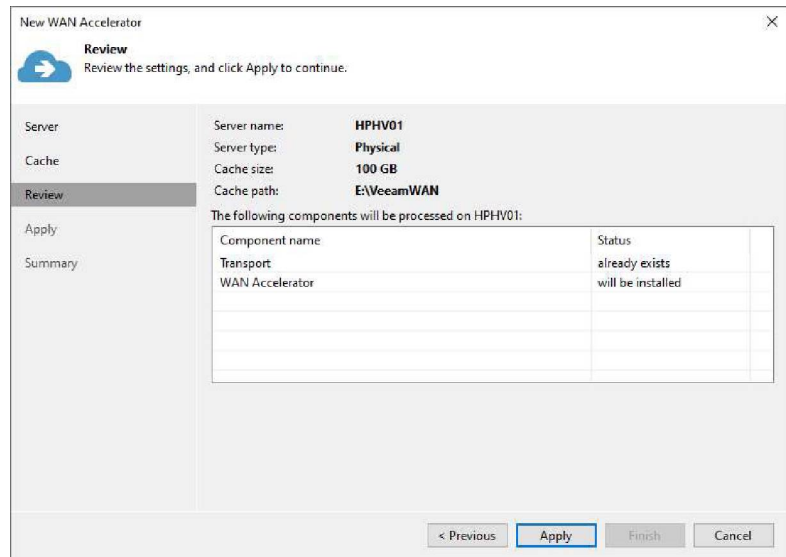 New WAN Accelerator
Review
Review the settings, and click Apply to continue.
Server
Cache
Review
Apply
Summary
Server name: HPHV01
Server type: Physical
Cache size: 100 GB
Cache path: E:\VeeamWAN
The following components will be processed on HPHV01:
Component name Status
Transport already exists
WAN Accelerator will be installed
< Previous Apply Finish Cancel